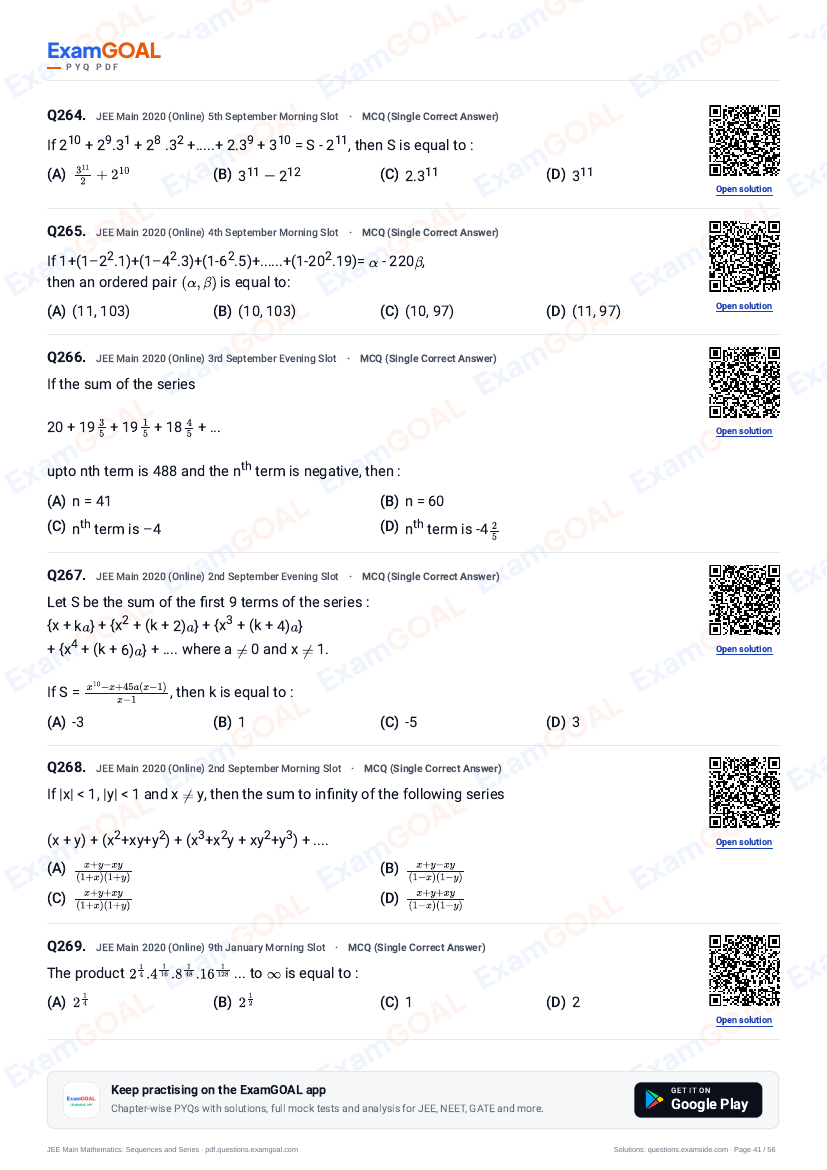 ExamGOAL
PYQ PDF
Q264. JEE Main 2020 (Online) 5th September Morning Slot · MCQ (Single Correct Answer)
If 2^10 + 2^9.3^1 + 2^8 .3^2 +.....+ 2.3^9 + 3^10 = S - 2^11, then S is equal to :
(A) 3^11/2 + 2^10 (B) 3^11 − 2^12 (C) 2.3^11 (D) 3^11
Open solution
Q265. JEE Main 2020 (Online) 4th September Morning Slot · MCQ (Single Correct Answer)
If 1+(1−2^2.1)+(1−4^2.3)+(1-6^2.5)+......+(1-20^2.19)= α - 220β,
then an ordered pair (α, β) is equal to:
(A) (11, 103) (B) (10, 103) (C) (10, 97) (D) (11, 97)
Open solution
Q266. JEE Main 2020 (Online) 3rd September Evening Slot · MCQ (Single Correct Answer)
If the sum of the series
20 + 19 3/5 + 19 1/5 + 18 4/5 + ...
upto nth term is 488 and the n^th term is negative, then :
(A) n = 41 (B) n = 60
(C) n^th term is −4 (D) n^th term is -4 2/5
Open solution
Q267. JEE Main 2020 (Online) 2nd September Evening Slot · MCQ (Single Correct Answer)
Let S be the sum of the first 9 terms of the series :
{x + ka} + {x^2 + (k + 2)a} + {x^3 + (k + 4)a}
+ {x^4 + (k + 6)a} + .... where a ≠ 0 and x ≠ 1.
If S = (x^10−x+45a(x−1))/(x−1), then k is equal to :
(A) -3 (B) 1 (C) -5 (D) 3
Open solution
Q268. JEE Main 2020 (Online) 2nd September Morning Slot · MCQ (Single Correct Answer)
If |x| < 1, |y| < 1 and x ≠ y, then the sum to infinity of the following series
(x + y) + (x^2+xy+y^2) + (x^3+x^2y + xy^2+y^3) + ....
(A) (x+y−xy)/((1+x)(1+y)) (B) (x+y−xy)/((1−x)(1−y))
(C) (x+y+xy)/((1+x)(1+y)) (D) (x+y+xy)/((1−x)(1−y))
Open solution
Q269. JEE Main 2020 (Online) 9th January Morning Slot · MCQ (Single Correct Answer)
The product 2^(1/4).4^(1/16).8^(1/48).16^(1/128) ... to ∞ is equal to :
(A) 2^(1/4) (B) 2^(1/2) (C) 1 (D) 2
Open solution
Keep practising on the ExamGOAL app
Chapter-wise PYQs with solutions, full mock tests and analysis for JEE, NEET, GATE and more.
ExamGOAL
GET IT ON
Google Play
JEE Main Mathematics: Sequences and Series · pdf.questions.examgoal.com
Solutions: questions.examside.com · Page 41 / 56